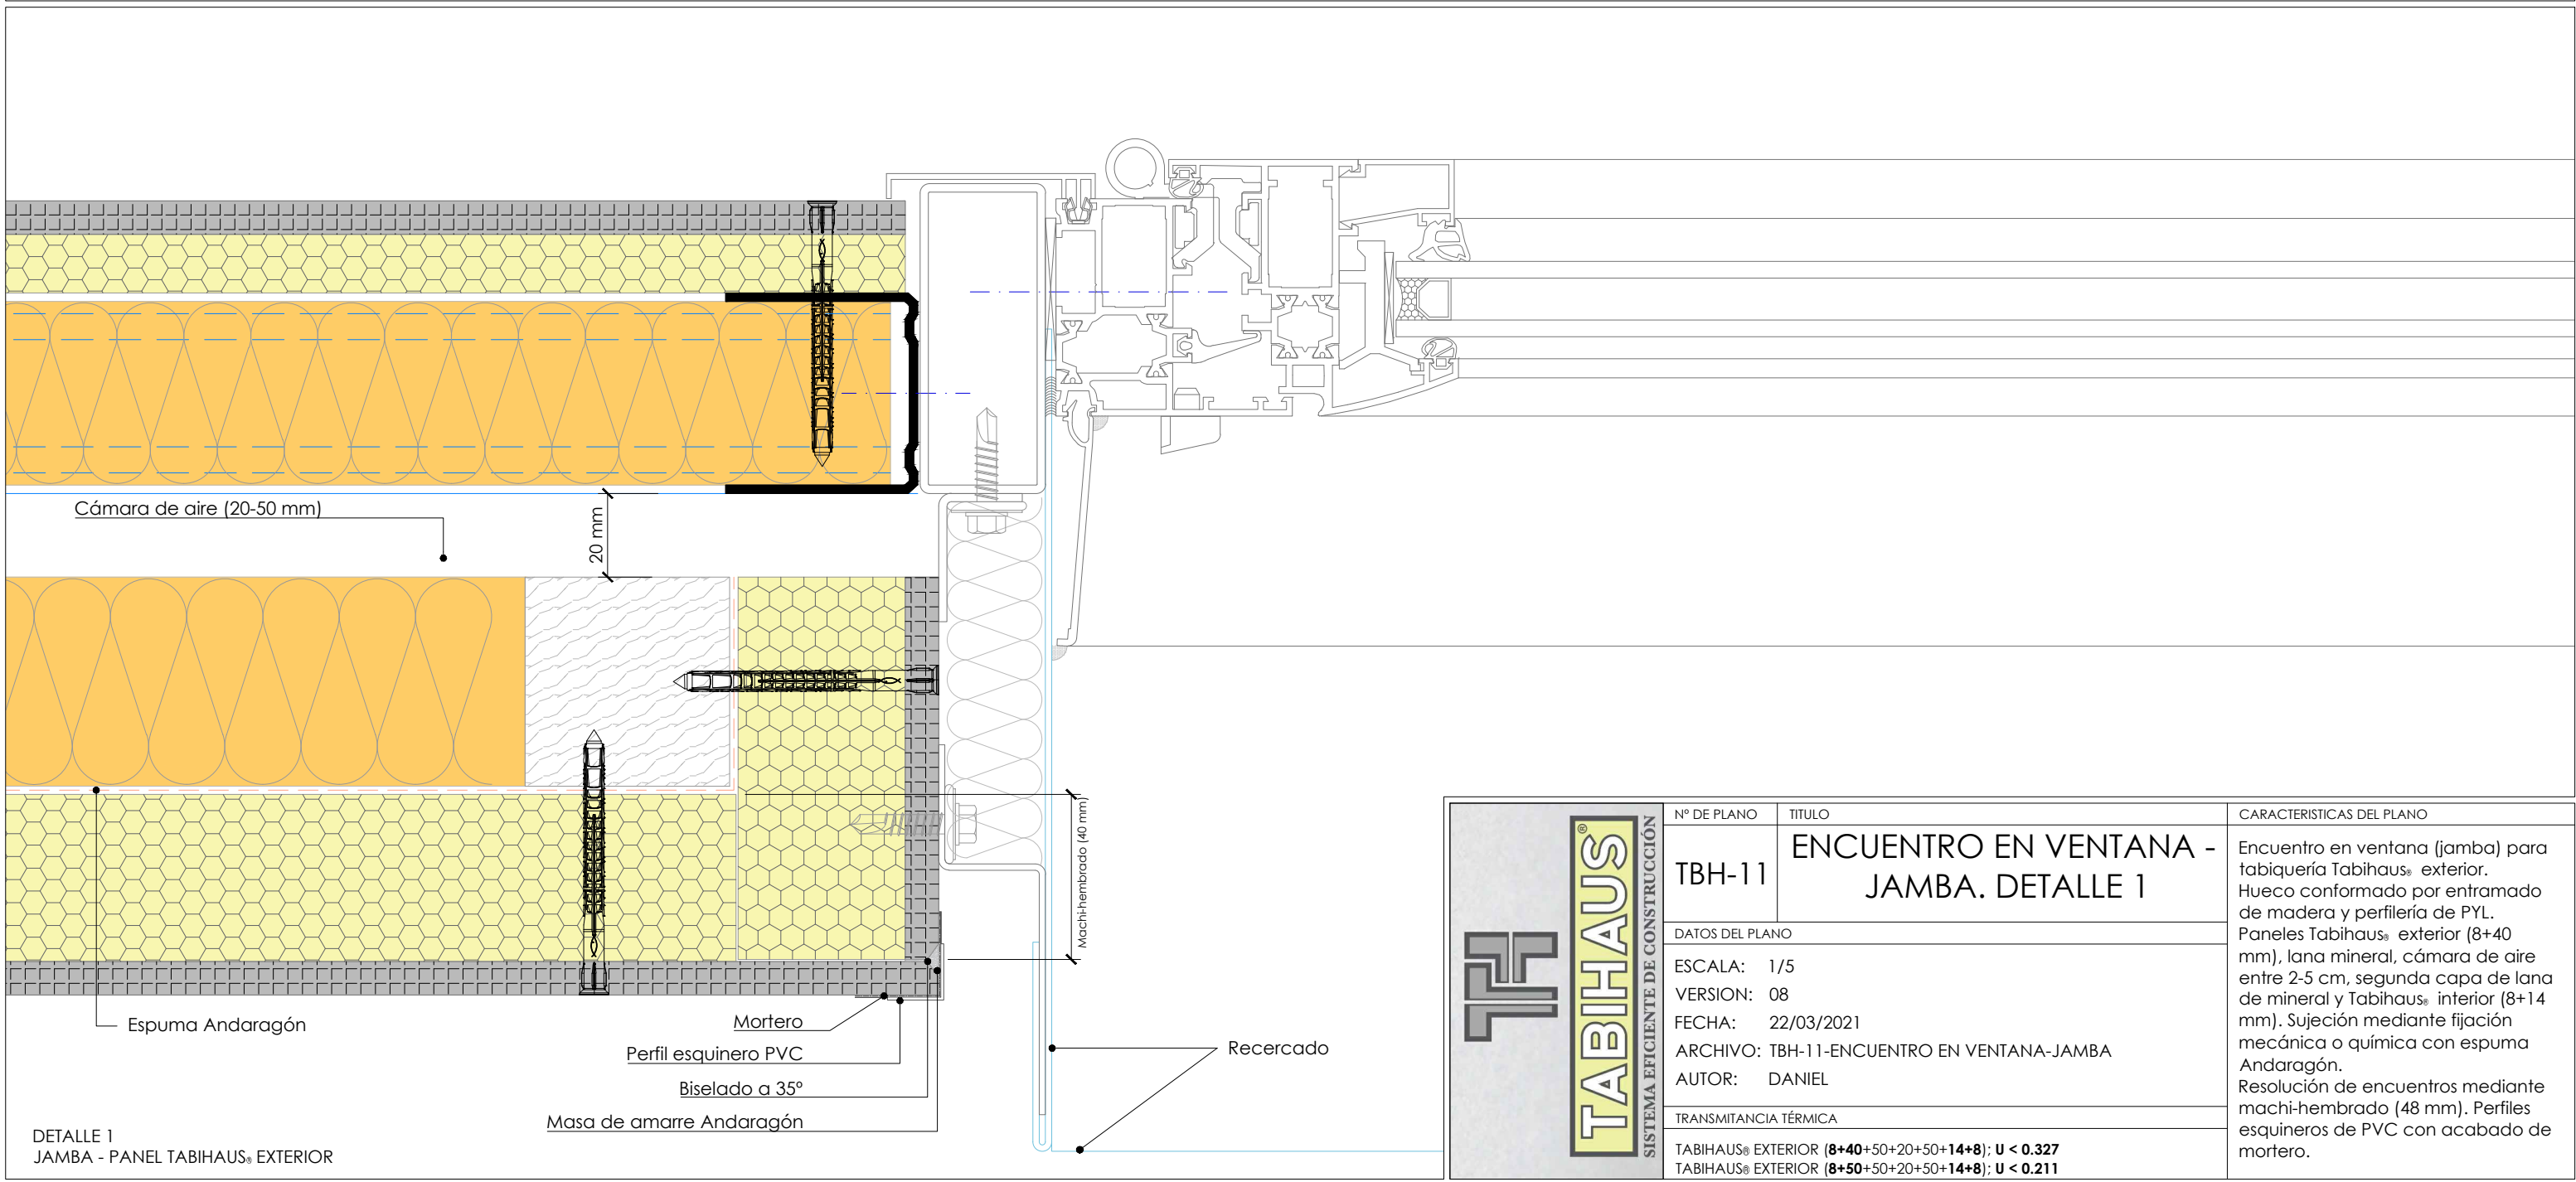 Cámara de aire (20-50 mm)
20 mm
Machi-hembrado (40 mm)
Espuma Andaragón
Mortero
Perfil esquinero PVC
Biselado a 35º
Masa de amarre Andaragón
Recercado
DETALLE 1
JAMBA - PANEL TABIHAUS® EXTERIOR
TH
TABIHAUS®
SISTEMA EFICIENTE DE CONSTRUCCIÓN
Nº DE PLANO
TBH-11
TITULO
ENCUENTRO EN VENTANA -
JAMBA. DETALLE 1
DATOS DEL PLANO
ESCALA: 1/5
VERSION: 08
FECHA: 22/03/2021
ARCHIVO: TBH-11-ENCUENTRO EN VENTANA-JAMBA
AUTOR: DANIEL
TRANSMITANCIA TÉRMICA
TABIHAUS® EXTERIOR (8+40+50+20+50+14+8); U < 0.327
TABIHAUS® EXTERIOR (8+50+50+20+50+14+8); U < 0.211
CARACTERISTICAS DEL PLANO
Encuentro en ventana (jamba) para
tabiquería Tabihaus® exterior.
Hueco conformado por entramado
de madera y perfilería de PYL.
Paneles Tabihaus® exterior (8+40
mm), lana mineral, cámara de aire
entre 2-5 cm, segunda capa de lana
de mineral y Tabihaus® interior (8+14
mm). Sujeción mediante fijación
mecánica o química con espuma
Andaragón.
Resolución de encuentros mediante
machi-hembrado (48 mm). Perfiles
esquineros de PVC con acabado de
mortero.